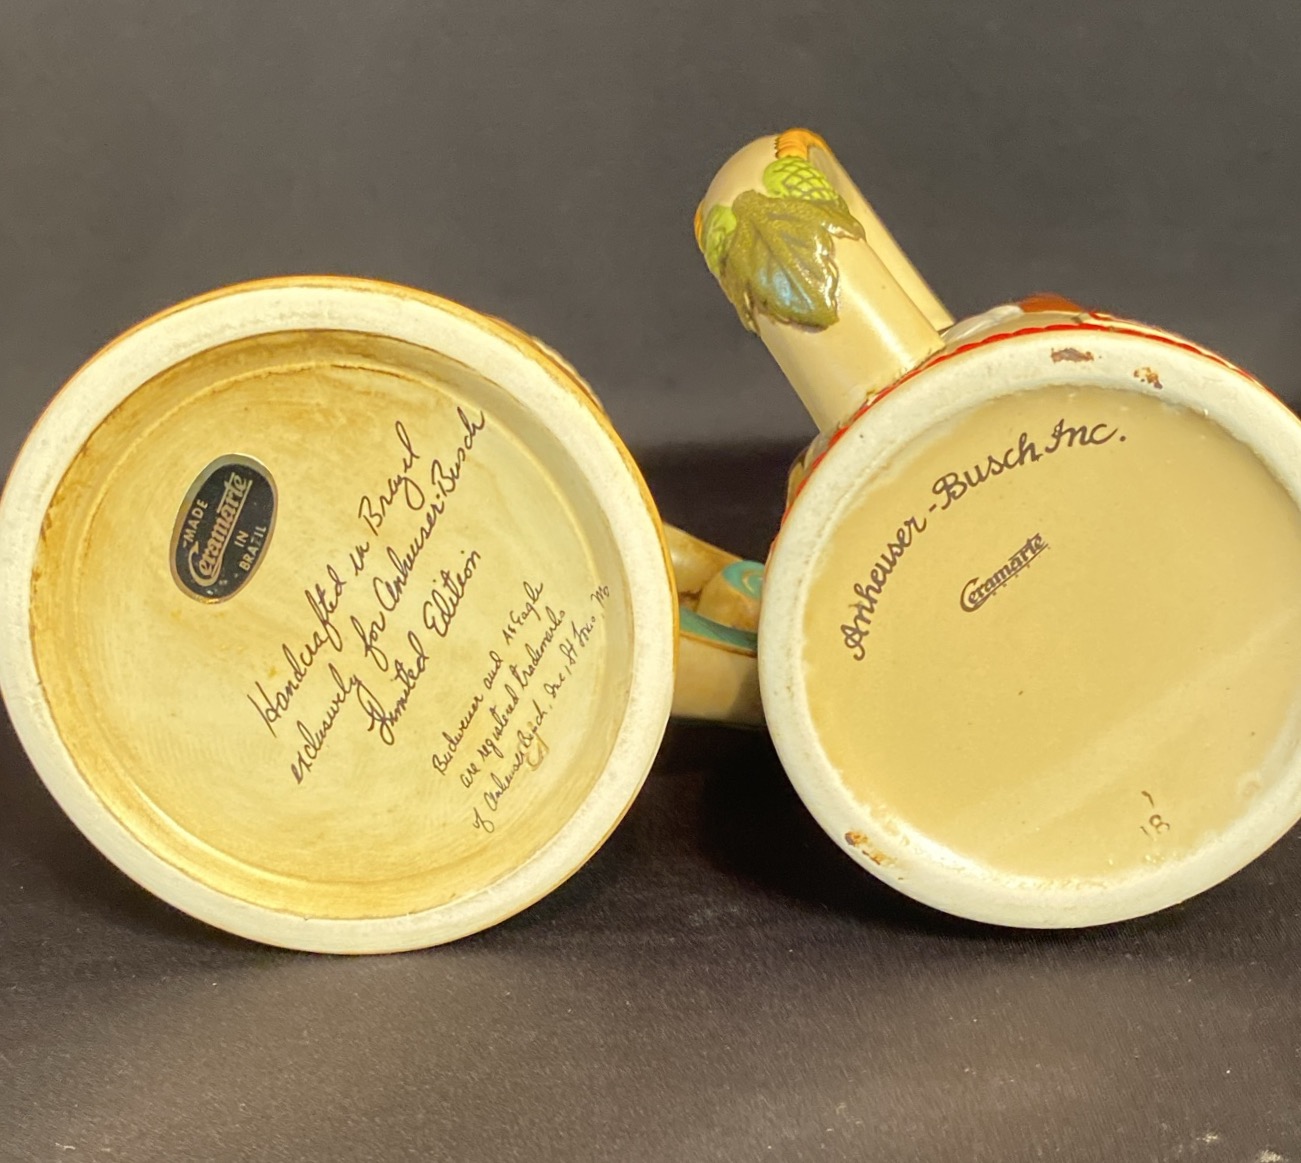 MADE
Ceramarte
IN
BRAZIL
Handcrafted in Brazil
exclusively for Anheuser-Busch
Limited Edition
Budweiser and A&Eagle
are registered trademarks
of Anheuser Busch, Inc, St Louis Mo
Anheuser-Busch Inc.
Ceramarte
1
18